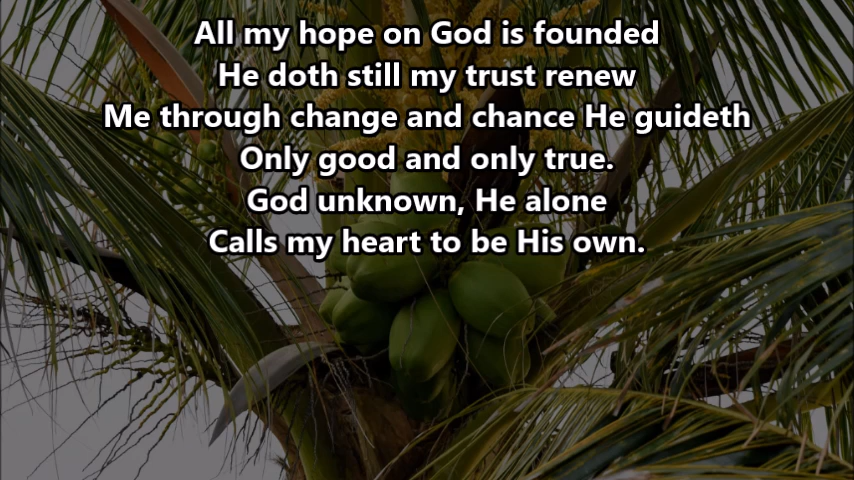 All my hope on God is founded
He doth still my trust renew
Me through change and chance He guideth
Only good and only true.
God unknown, He alone
Calls my heart to be His own.